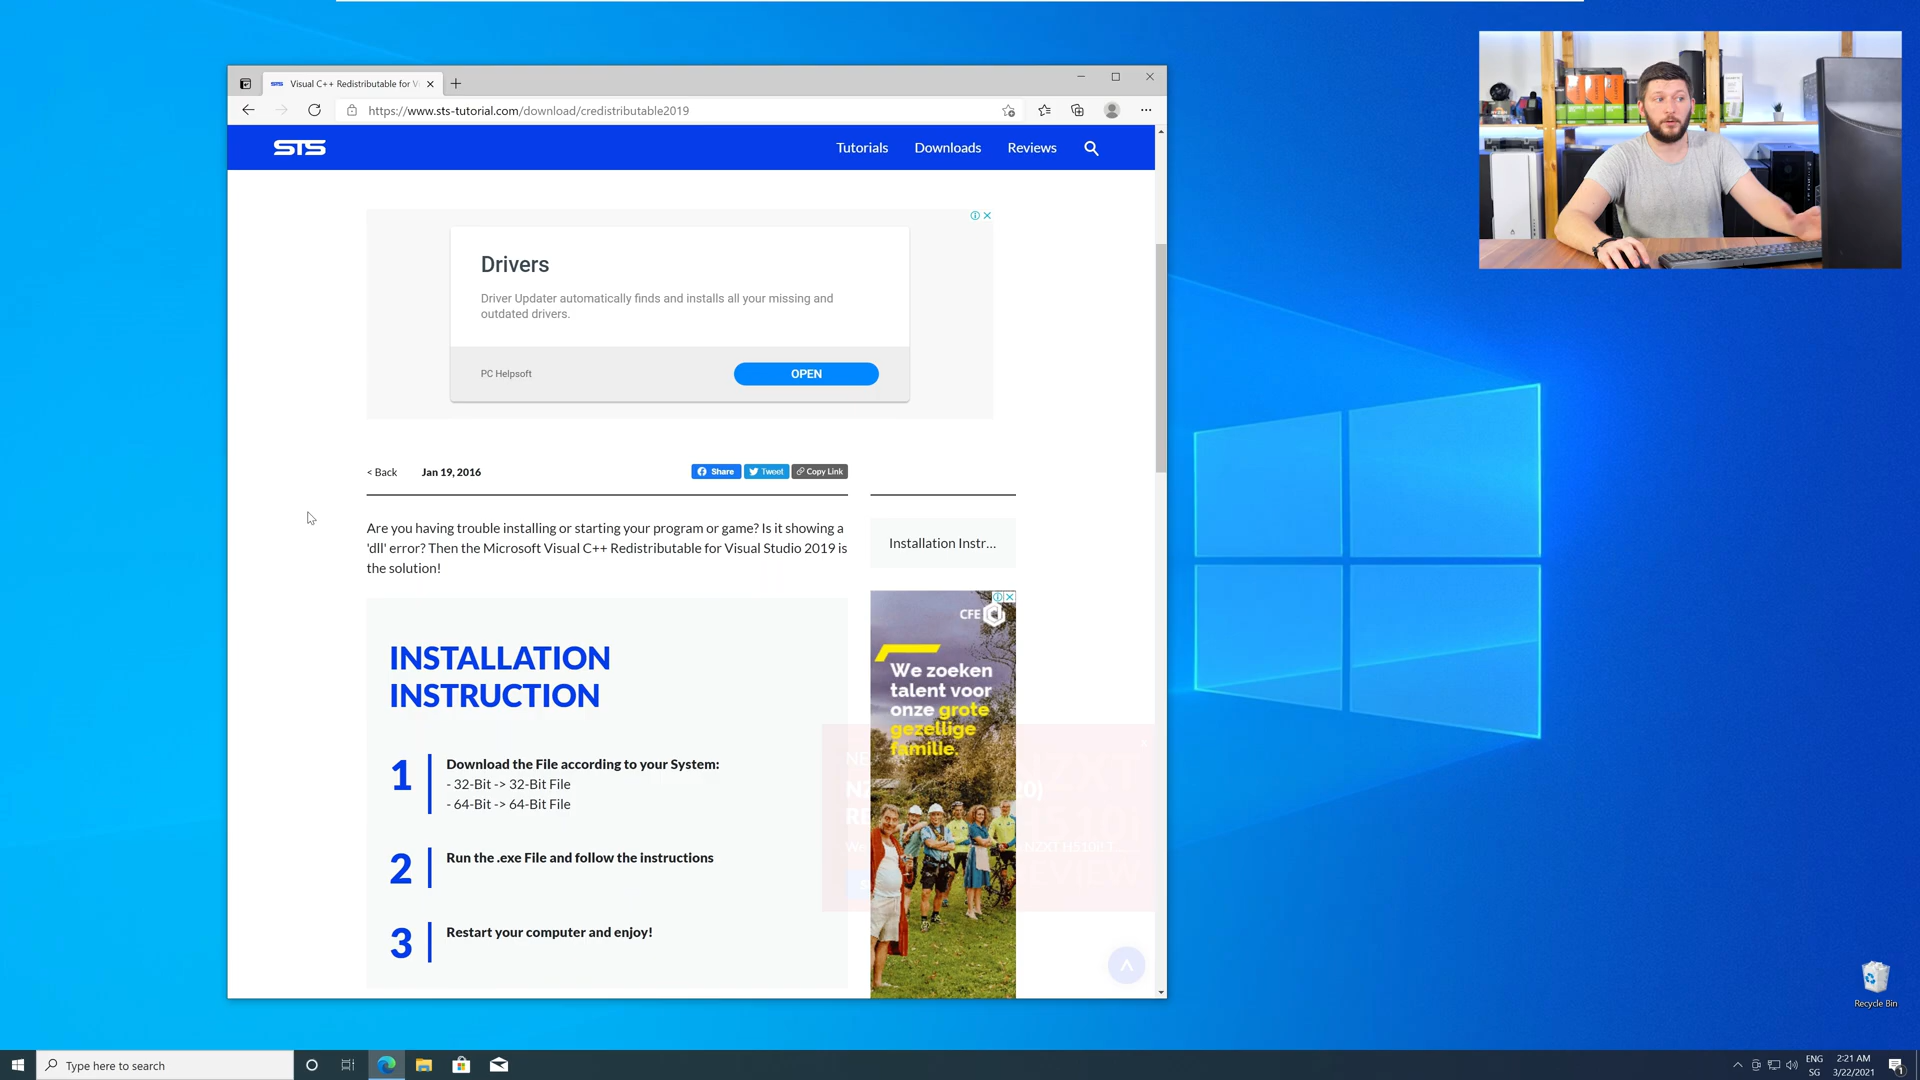 Visual C++ Redistributable for Vi
https://www.sts-tutorial.com/download/credistributable2019
STS
Tutorials
Downloads
Reviews
Drivers
Driver Updater automatically finds and installs all your missing and
outdated drivers.
PC Helpsoft
OPEN
< Back
Jan 19, 2016
Share
Tweet
Copy Link
Are you having trouble installing or starting your program or game? Is it showing a
'dll' error? Then the Microsoft Visual C++ Redistributable for Visual Studio 2019 is
the solution!
Installation Instr...
CFE
We zoeken
talent voor
onze grote
gezellige
familie.
INSTALLATION
INSTRUCTION
1
Download the File according to your System:
- 32-Bit -> 32-Bit File
- 64-Bit -> 64-Bit File
2
Run the .exe File and follow the instructions
3
Restart your computer and enjoy!
Recycle Bin
Type here to search
ENG
SG
2:21 AM
3/22/2021
1